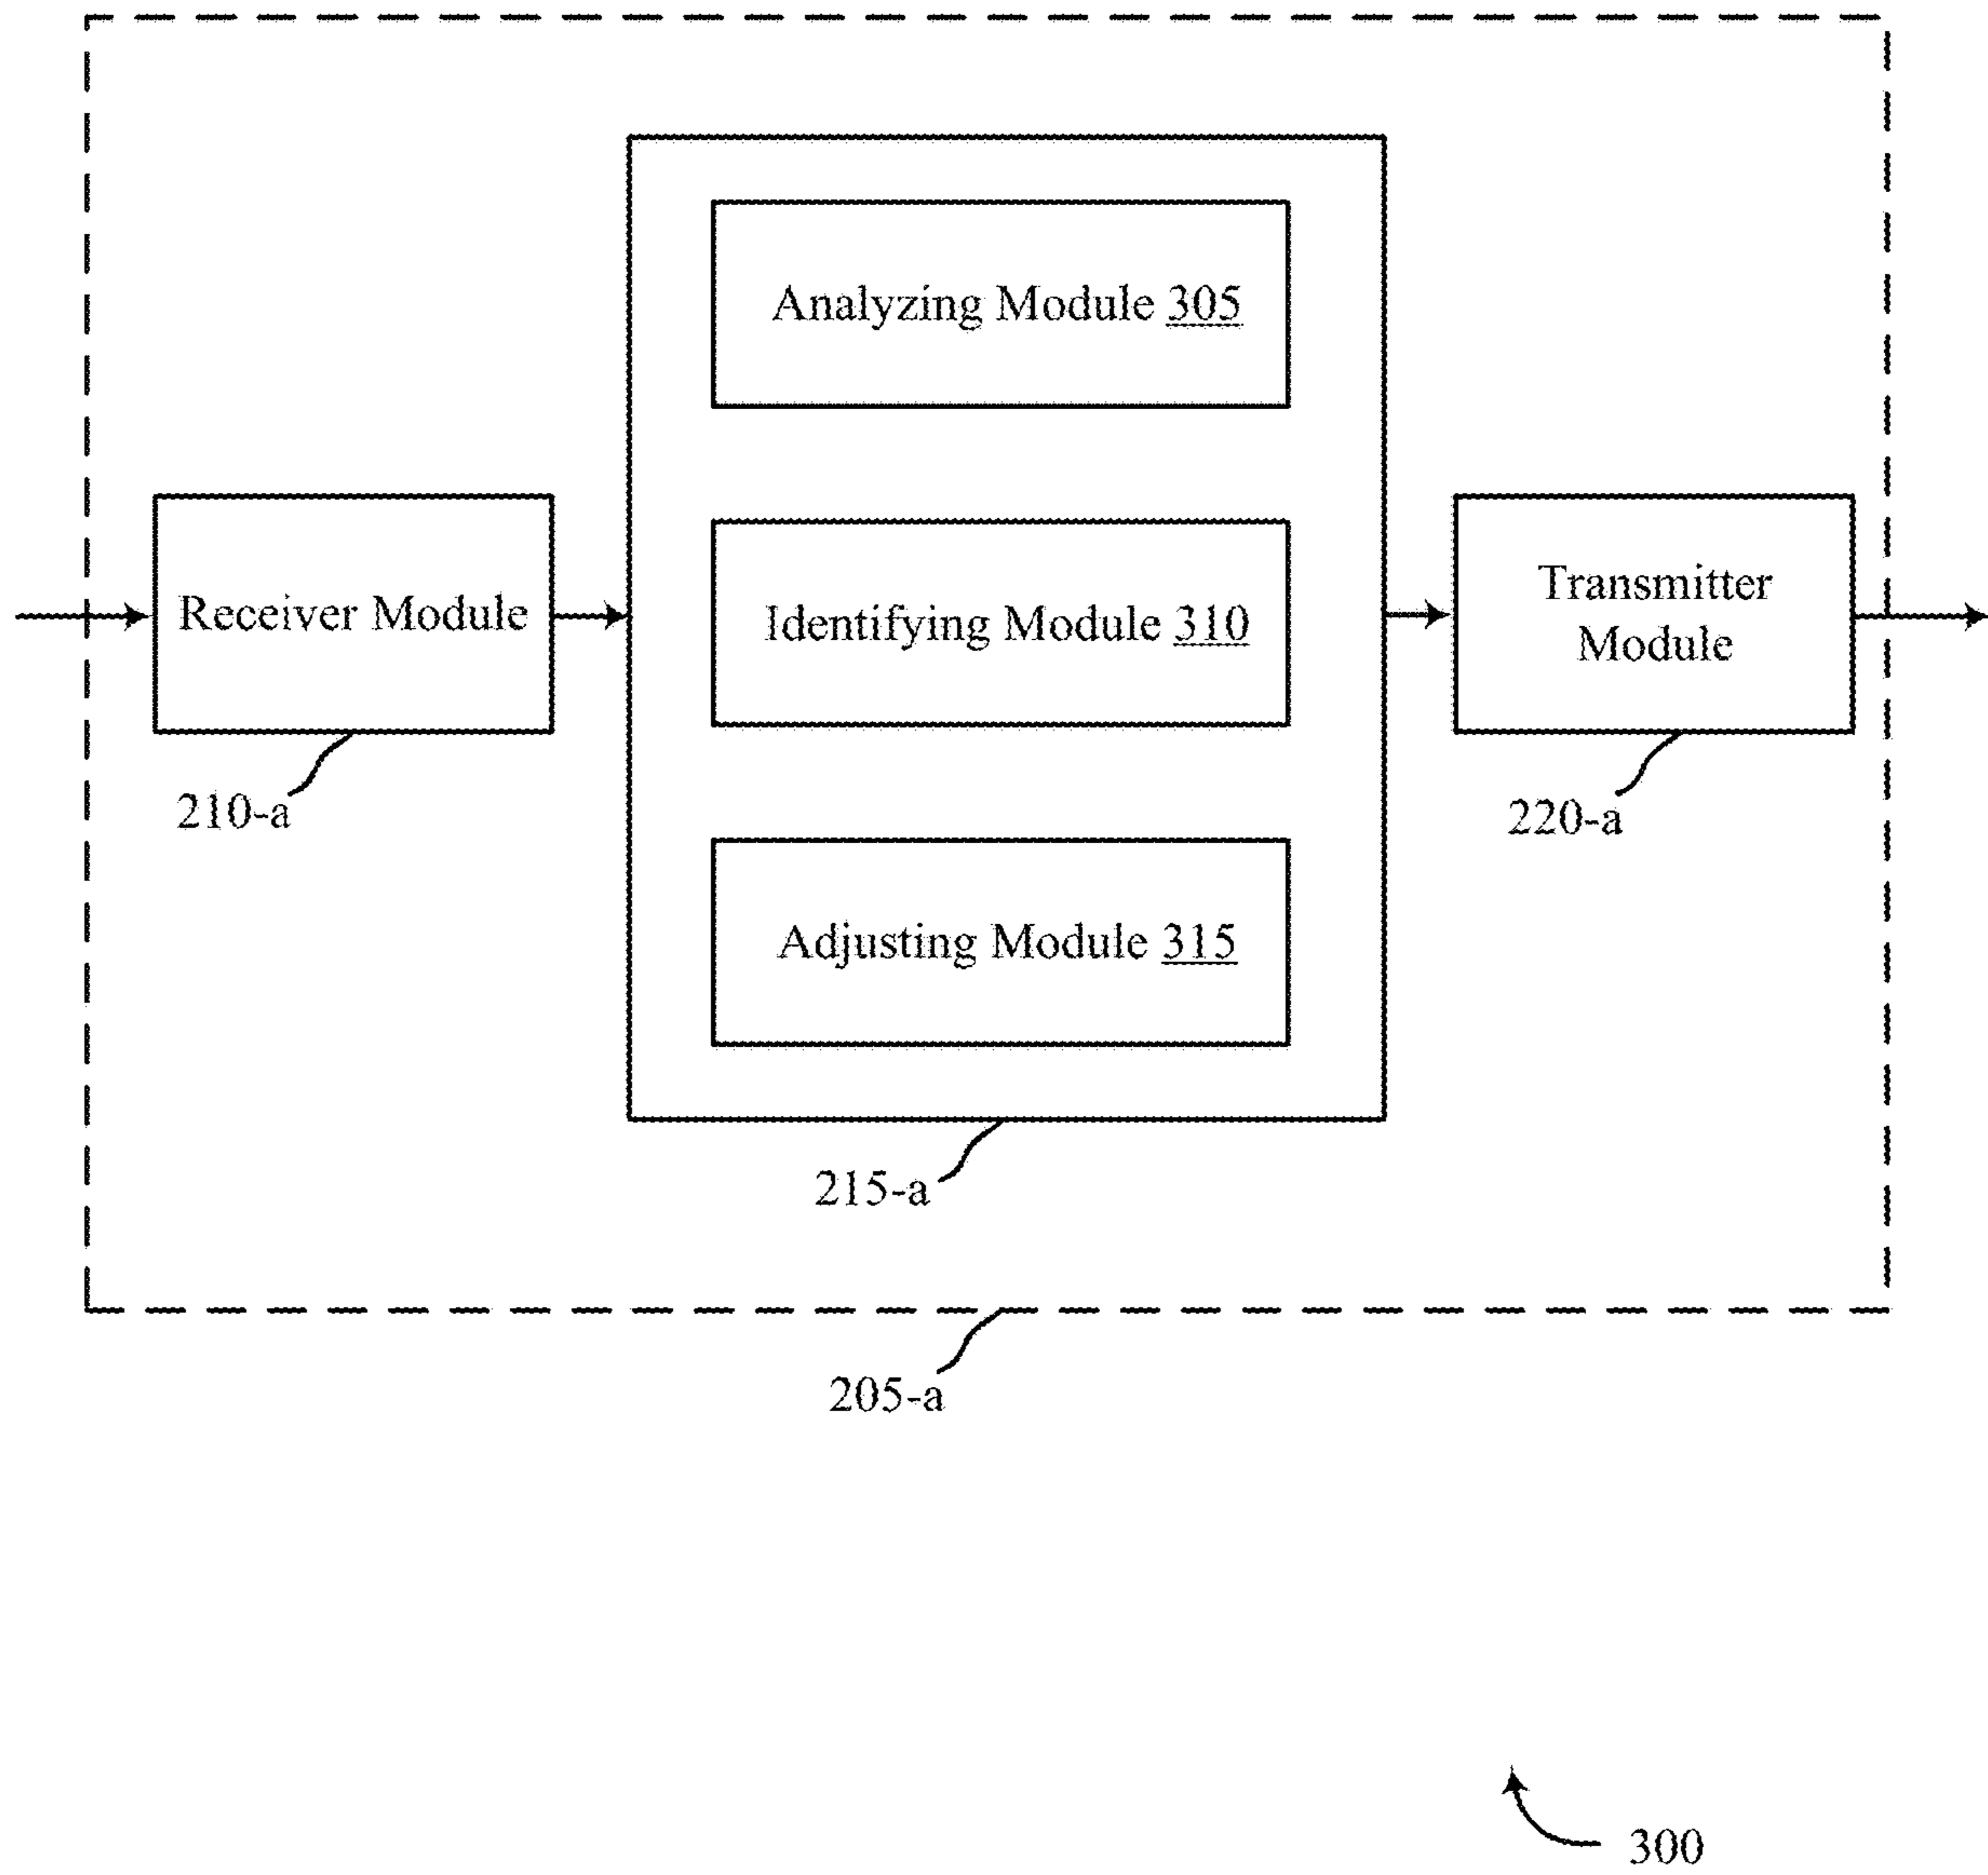 Analyzing Module 305
Receiver Module
Identifying Module 310
Transmitter
Module
210-a
220-a
Adjusting Module 315
215-a
205-a
300